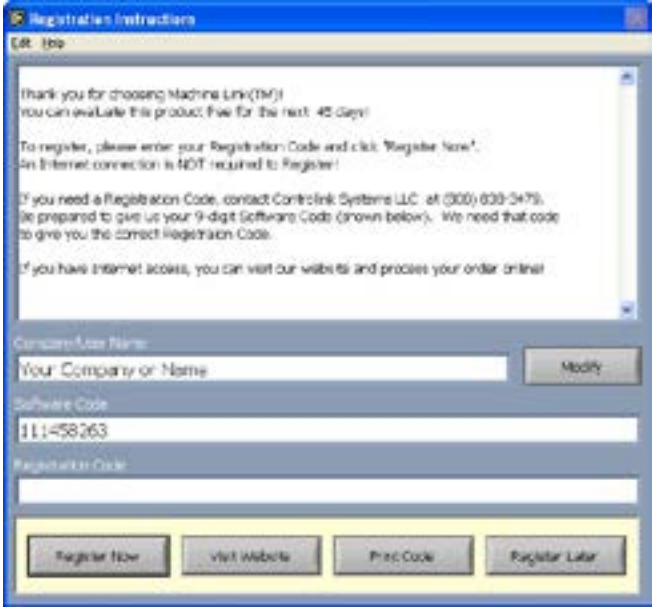 Registration Instructions
Edit Help
Thank you for choosing Machine Link(TM)!
You can evaluate this product free for the next 45 days!
To register, please enter your Registration Code and click "Register Now".
An Internet connection is NOT required to Register!
If you need a Registration Code, contact Controlink Systems LLC at (800) 838-3479.
Be prepared to give us your 9-digit Software Code (shown below). We need that code
to give you the correct Registraion Code.
If you have Internet access, you can visit our website and process your order online!
Company/User Name
Your Company or Name
Modify
Software Code
111458263
Registration Code
Register Now
Visit Website
Print Code
Register Later